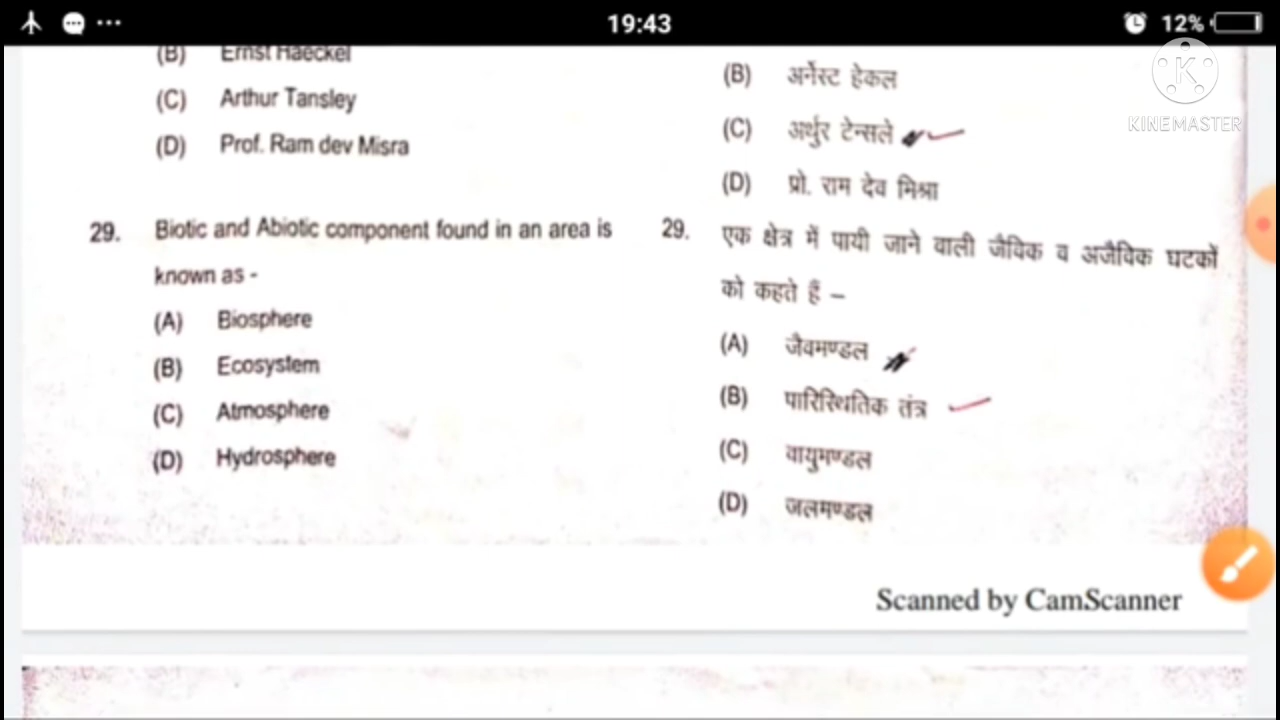 19:43
12%
KINEMASTER
(B) Ernst Haeckel
(C) Arthur Tansley
(D) Prof. Ram dev Misra
29. Biotic and Abiotic component found in an area is
known as -
(A) Biosphere
(B) Ecosystem
(C) Atmosphere
(D) Hydrosphere
(B) अर्नेस्ट हेकल
(C) अर्थुर टेन्सले
(D) प्रो. राम देव मिश्रा
29. एक क्षेत्र में पायी जाने वाली जैविक व अजैविक घटकों
को कहते हैं –
(A) जैवमण्डल
(B) पारिस्थितिक तंत्र
(C) वायुमण्डल
(D) जलमण्डल
Scanned by CamScanner